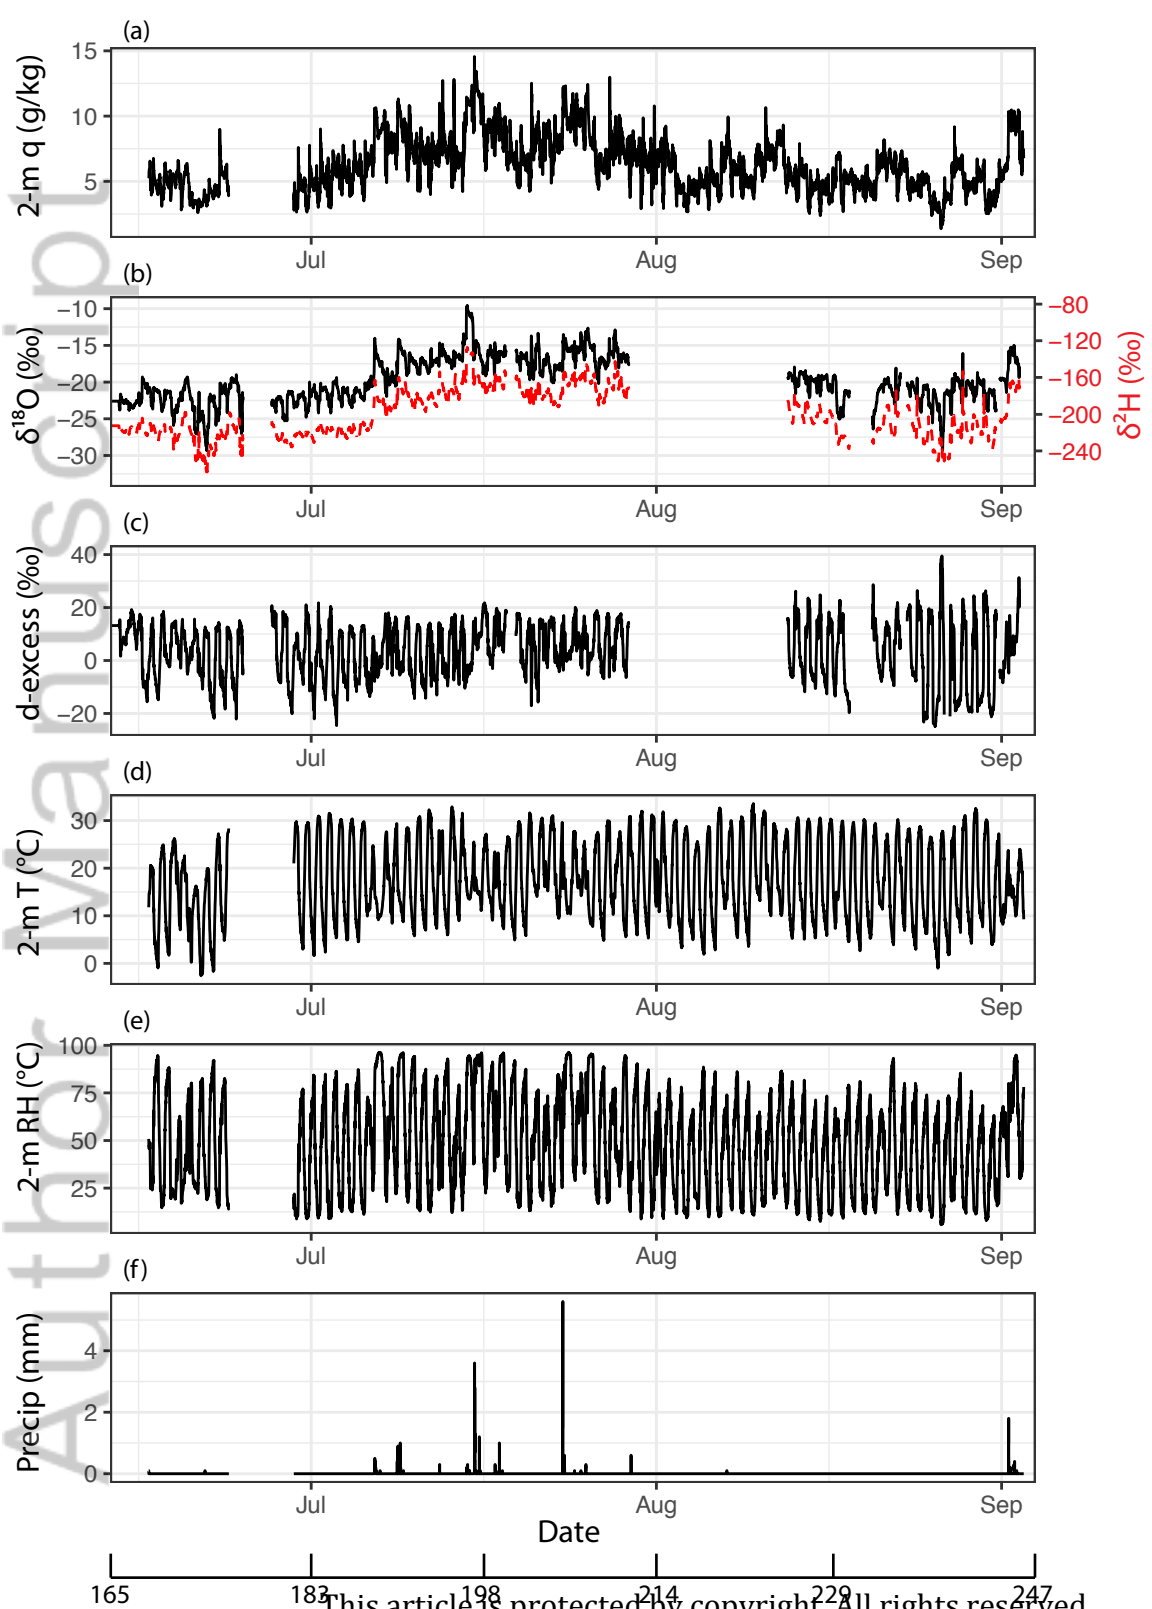 (a)
2-m q (g/kg)
15
10
5
Jul Aug Sep
(b)
δ¹⁸O (‰)
−10
−15
−20
−25
−30
−80
−120
−160
−200
−240
δ²H (‰)
Jul Aug Sep
(c)
d-excess (‰)
40
20
0
−20
Jul Aug Sep
(d)
2-m T (°C)
30
20
10
0
Jul Aug Sep
(e)
2-m RH (°C)
100
75
50
25
Jul Aug Sep
(f)
Precip (mm)
4
2
0
Jul Aug Sep
Date
165 183 198 214 229 247
This article is protected by copyright. All rights reserved
Author Manuscript